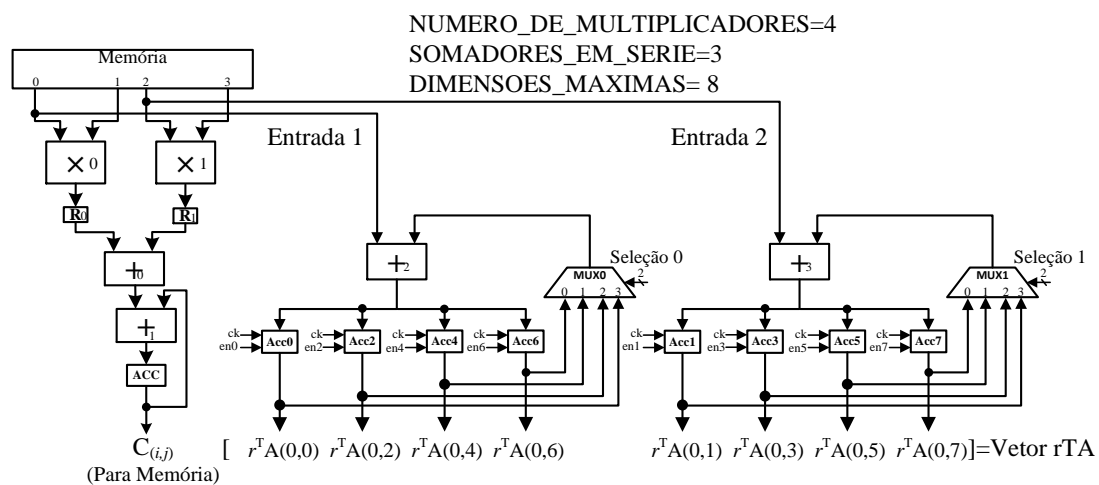 NUMERO_DE_MULTIPLICADORES=4
SOMADORES_EM_SERIE=3
DIMENSOES_MAXIMAS= 8
Memória
0 1 2 3
Entrada 1 Entrada 2
× 0 × 1
R0 R1
+0
+1
ACC
C(i,j)
(Para Memória)
+2
Seleção 0
2
MUX0
0 1 2 3
ck en0 Acc0 ck en2 Acc2 ck en4 Acc4 ck en6 Acc6
+3
Seleção 1
2
MUX1
0 1 2 3
ck en1 Acc1 ck en3 Acc3 ck en5 Acc5 ck en7 Acc7
[ rTA(0,0) rTA(0,2) rTA(0,4) rTA(0,6) rTA(0,1) rTA(0,3) rTA(0,5) rTA(0,7)]=Vetor rTA